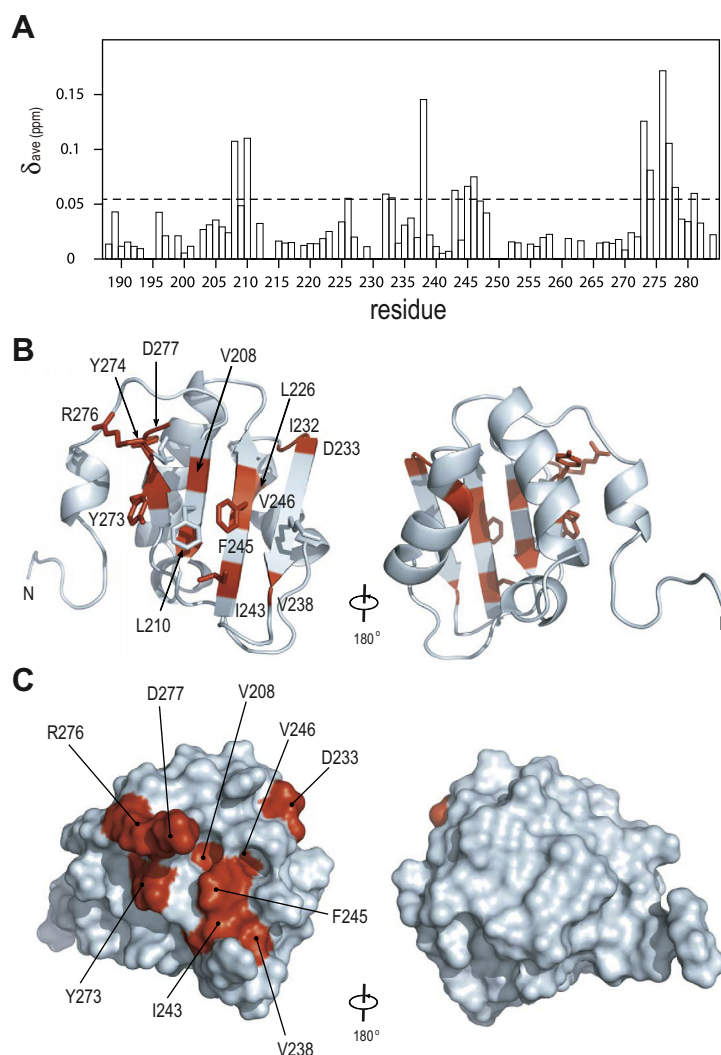 A
0.15
0.1
0.05
0
δave (ppm)
190 195 200 205 210 215 220 225 230 235 240 245 250 255 260 265 270 275 280
residue
B
D277
Y274
V208
L226
R276
I232
D233
V246
Y273
F245
N
I243
V238
L210
180°
C
D277
V208
R276
V246
D233
F245
Y273
I243
V238
180°